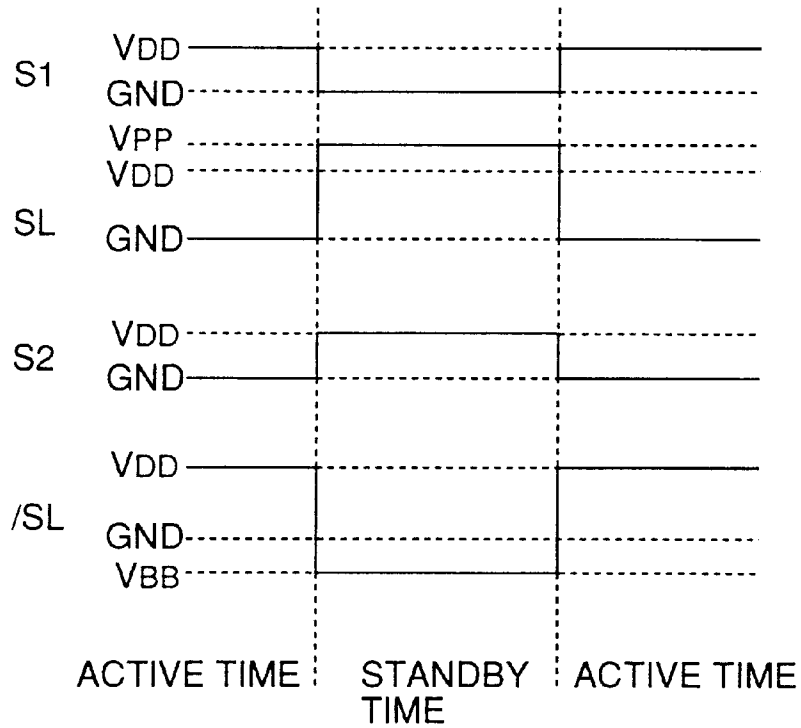 S1
VDD
GND
VPP
VDD
SL
GND
S2
VDD
GND
/SL
VDD
GND
VBB
ACTIVE TIME
STANDBY
TIME
ACTIVE TIME